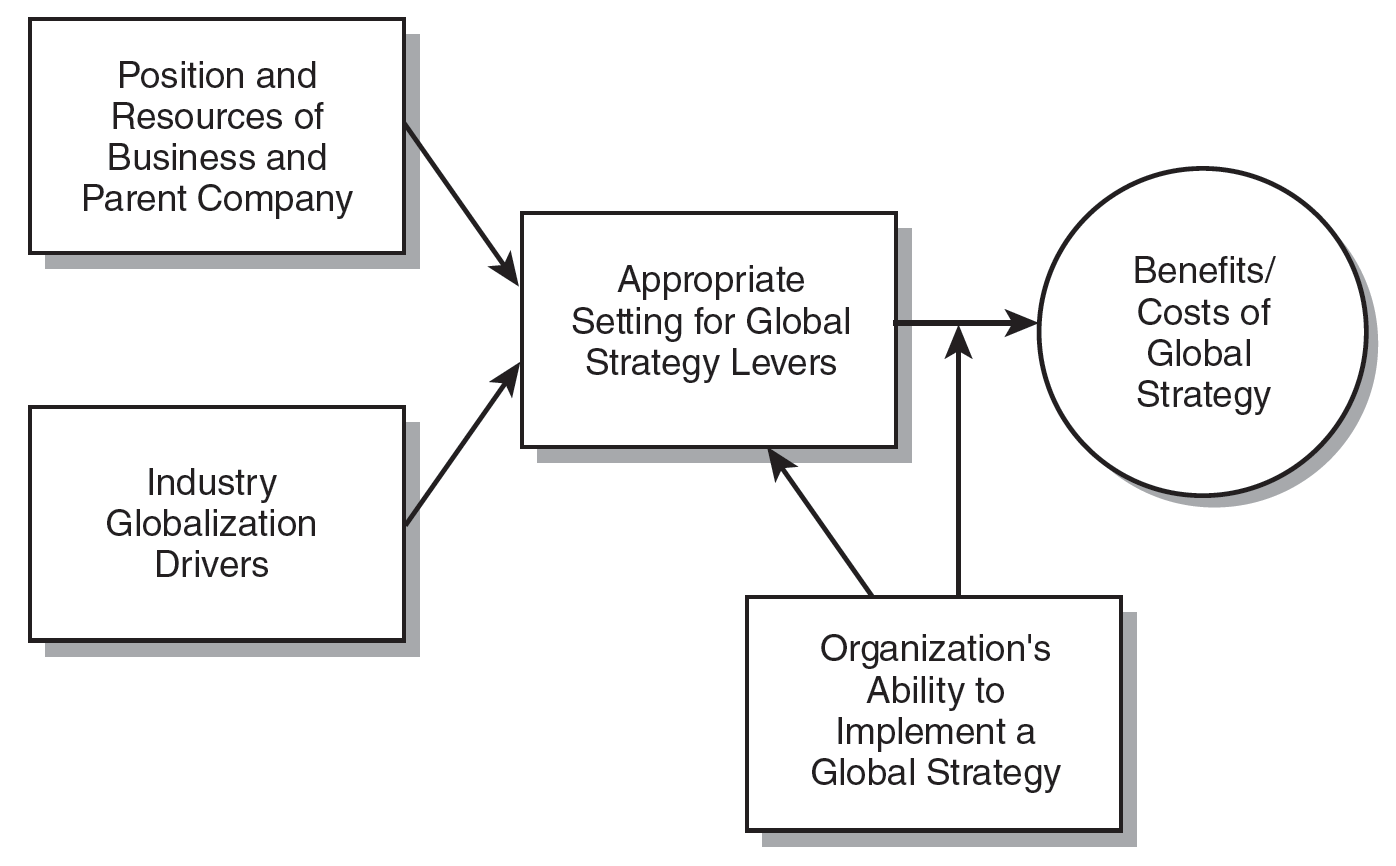 Position and
Resources of
Business and
Parent Company
Industry
Globalization
Drivers
Appropriate
Setting for Global
Strategy Levers
Benefits/
Costs of
Global
Strategy
Organization's
Ability to
Implement a
Global Strategy